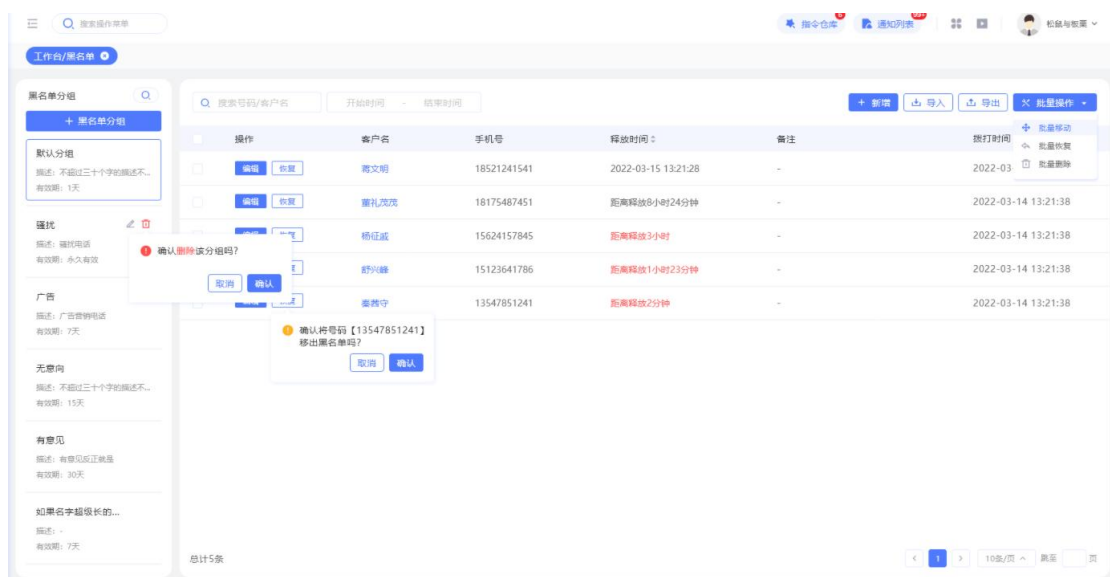 搜索操作菜单
指令仓库
6
通知列表
99+
松鼠与板栗
工作台/黑名单
黑名单分组
+ 黑名单分组
默认分组
描述: 不超过三十个字的描述不...
有效期: 1天
骚扰
描述: 骚扰电话
有效期: 永久有效
广告
描述: 广告营销电话
有效期: 7天
无意向
描述: 不超过三十个字的描述不...
有效期: 15天
有意见
描述: 有意见反正就是
有效期: 30天
如果名字超级长的...
描述: -
有效期: 7天
搜索号码/客户名
开始时间 - 结束时间
+ 新增
导入
导出
批量操作
批量移动
批量恢复
批量删除
操作 客户名 手机号 释放时间 备注 拨打时间
编辑 恢复 蒋文明 18521241541 2022-03-15 13:21:28 - 2022-03
编辑 恢复 董礼茂茂 18175487451 距离释放8小时24分钟 - 2022-03-14 13:21:38
杨征戚 15624157845 距离释放3小时 - 2022-03-14 13:21:38
舒兴峰 15123641786 距离释放1小时23分钟 - 2022-03-14 13:21:38
秦茜守 13547851241 距离释放2分钟 - 2022-03-14 13:21:38
确认删除该分组吗?
取消 确认
确认将号码【13547851241】
移出黑名单吗?
取消 确认
总计5条
1
10条/页
跳至 页